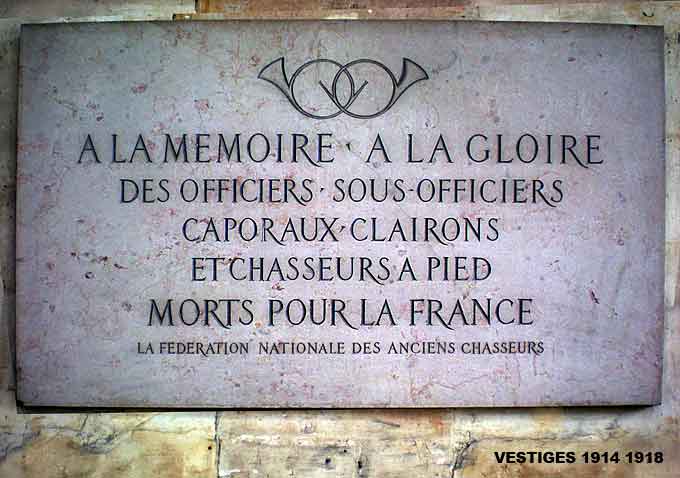 A LA MEMOIRE · A LA GLOIRE
DES OFFICIERS · SOUS-OFFICIERS
CAPORAUX · CLAIRONS
ET CHASSEURS A PIED
MORTS POUR LA FRANCE
LA FEDERATION NATIONALE DES ANCIENS CHASSEURS
VESTIGES 1914 1918